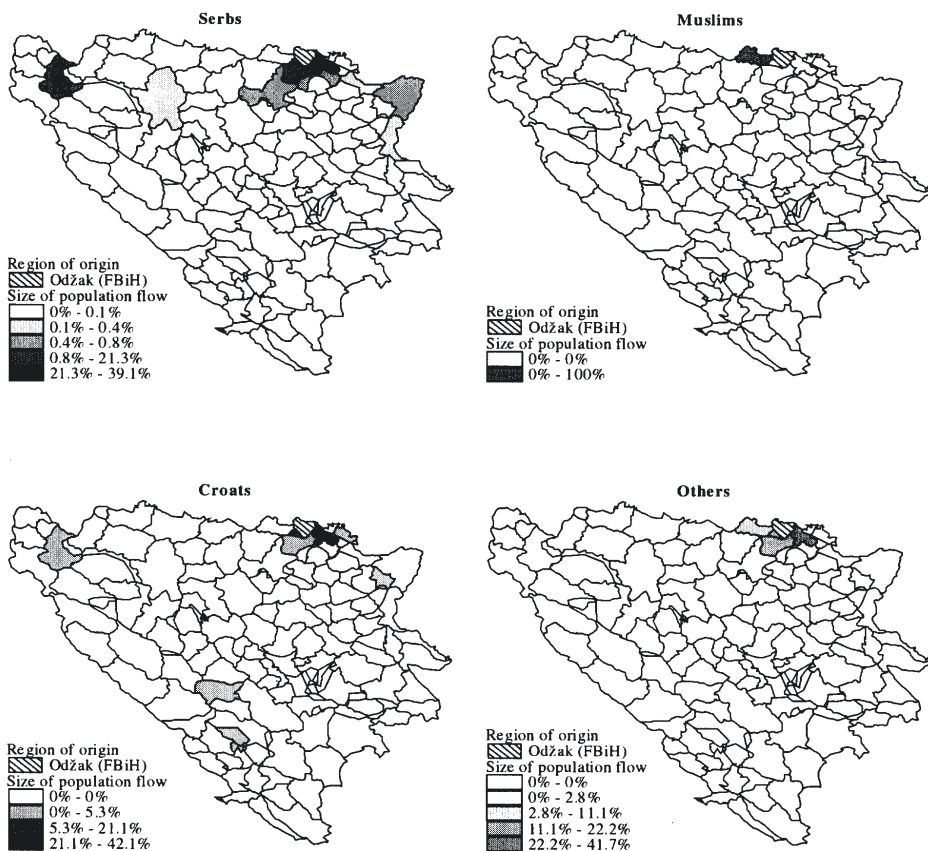 Serbs
Region of origin
Odžak (FBiH)
Size of population flow
0% - 0.1%
0.1% - 0.4%
0.4% - 0.8%
0.8% - 21.3%
21.3% - 39.1%
Muslims
Region of origin
Odžak (FBiH)
Size of population flow
0% - 0%
0% - 100%
Croats
Region of origin
Odžak (FBiH)
Size of population flow
0% - 0%
0% - 5.3%
5.3% - 21.1%
21.1% - 42.1%
Others
Region of origin
Odžak (FBiH)
Size of population flow
0% - 0%
0% - 2.8%
2.8% - 11.1%
11.1% - 22.2%
22.2% - 41.7%